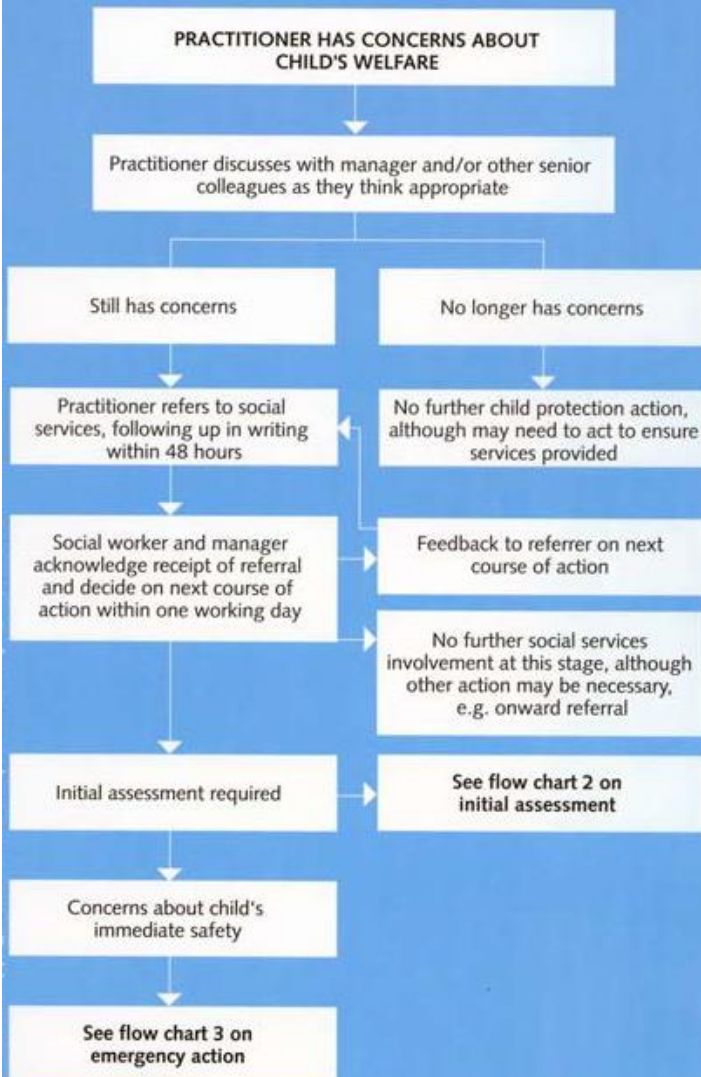 PRACTITIONER HAS CONCERNS ABOUT
CHILD'S WELFARE
Practitioner discusses with manager and/or other senior
colleagues as they think appropriate
Still has concerns
No longer has concerns
Practitioner refers to social
services, following up in writing
within 48 hours
No further child protection action,
although may need to act to ensure
services provided
Social worker and manager
acknowledge receipt of referral
and decide on next course of
action within one working day
Feedback to referrer on next
course of action
No further social services
involvement at this stage, although
other action may be necessary,
e.g. onward referral
Initial assessment required
See flow chart 2 on
initial assessment
Concerns about child's
immediate safety
See flow chart 3 on
emergency action